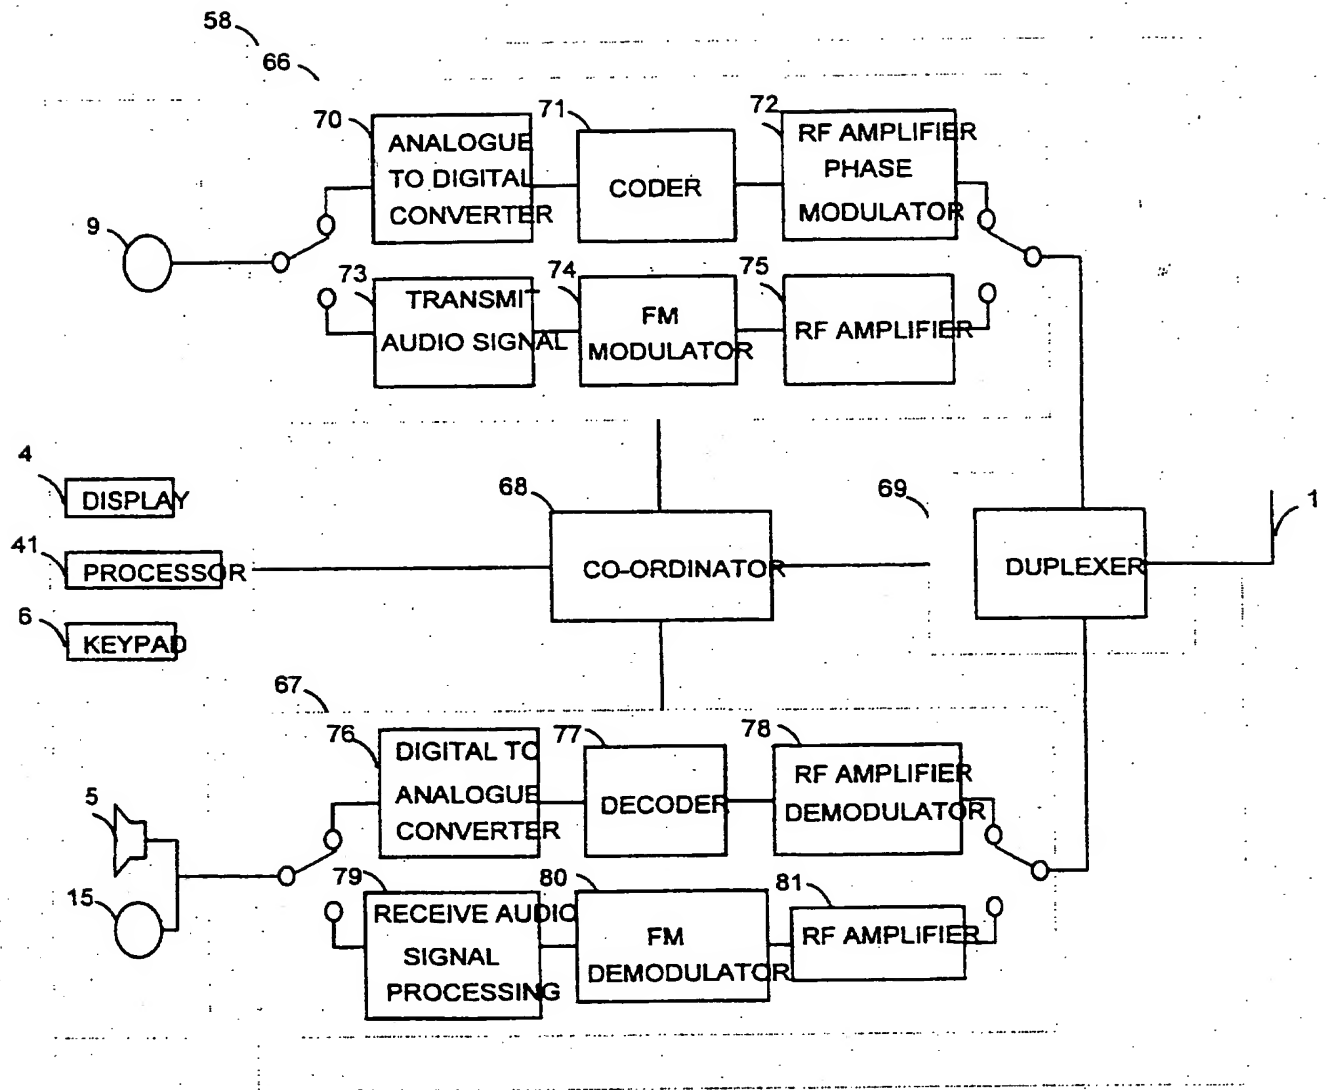 58
66
70
ANALOGUE
TO DIGITAL
CONVERTER
71
CODER
72
RF AMPLIFIER
PHASE
MODULATOR
9
73
TRANSMIT
AUDIO SIGNAL
74
FM
MODULATOR
75
RF AMPLIFIER
4
DISPLAY
41
PROCESSOR
6
KEYPAD
68
CO-ORDINATOR
69
DUPLEXER
1
67
76
DIGITAL TO
ANALOGUE
CONVERTER
77
DECODER
78
RF AMPLIFIER
DEMODULATOR
5
15
79
RECEIVE AUDIO
SIGNAL
PROCESSING
80
FM
DEMODULATOR
81
RF AMPLIFIER